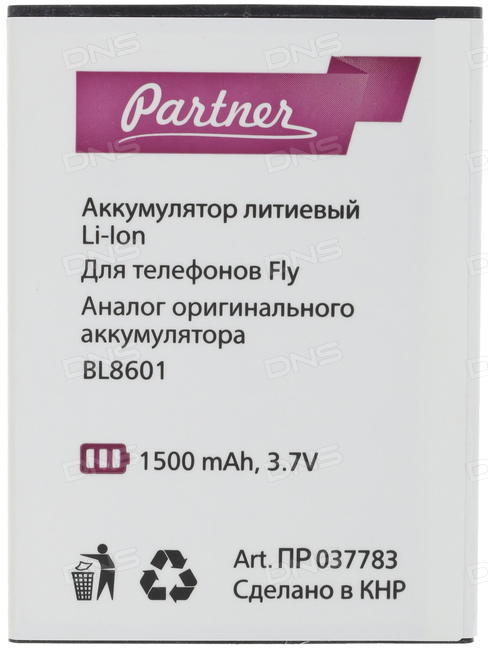 Partner
Аккумулятор литиевый
Li-Ion
Для телефонов Fly
Аналог оригинального
аккумулятора
BL8601
1500 mAh, 3.7V
Art. ПР 037783
Сделано в КНР
DNS